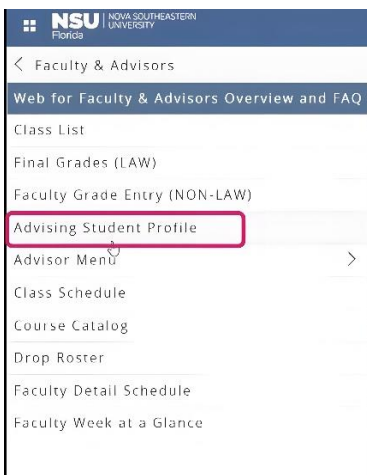 NSU NOVA SOUTHEASTERN
Florida UNIVERSITY
Faculty & Advisors
Web for Faculty & Advisors Overview and FAQ
Class List
Final Grades (LAW)
Faculty Grade Entry (NON-LAW)
Advising Student Profile
Advisor Menu
Class Schedule
Course Catalog
Drop Roster
Faculty Detail Schedule
Faculty Week at a Glance